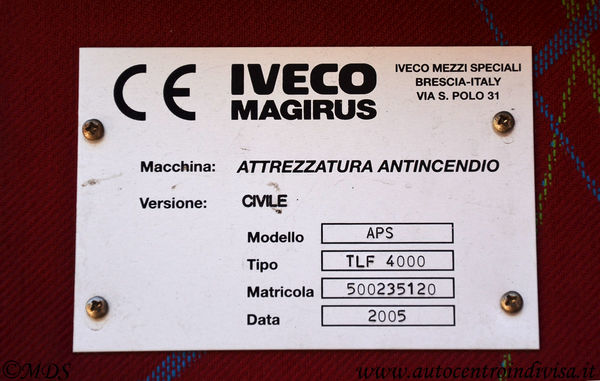 CE IVECO
MAGIRUS
IVECO MEZZI SPECIALI
BRESCIA-ITALY
VIA S. POLO 31
Macchina: ATTREZZATURA ANTINCENDIO
Versione: CIVILE
Modello APS
Tipo TLF 4000
Matricola 500235120
Data 2005
©MDS www.autocentroindivisa.it